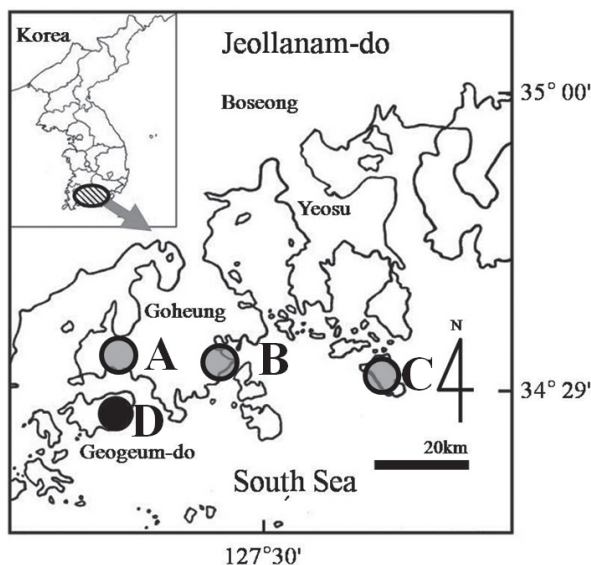 Korea
Jeollanam-do
Boseong
35° 00'
Yeosu
Goheung
N
A
B
C
34° 29'
D
Geogeum-do
20km
South Sea
127°30'